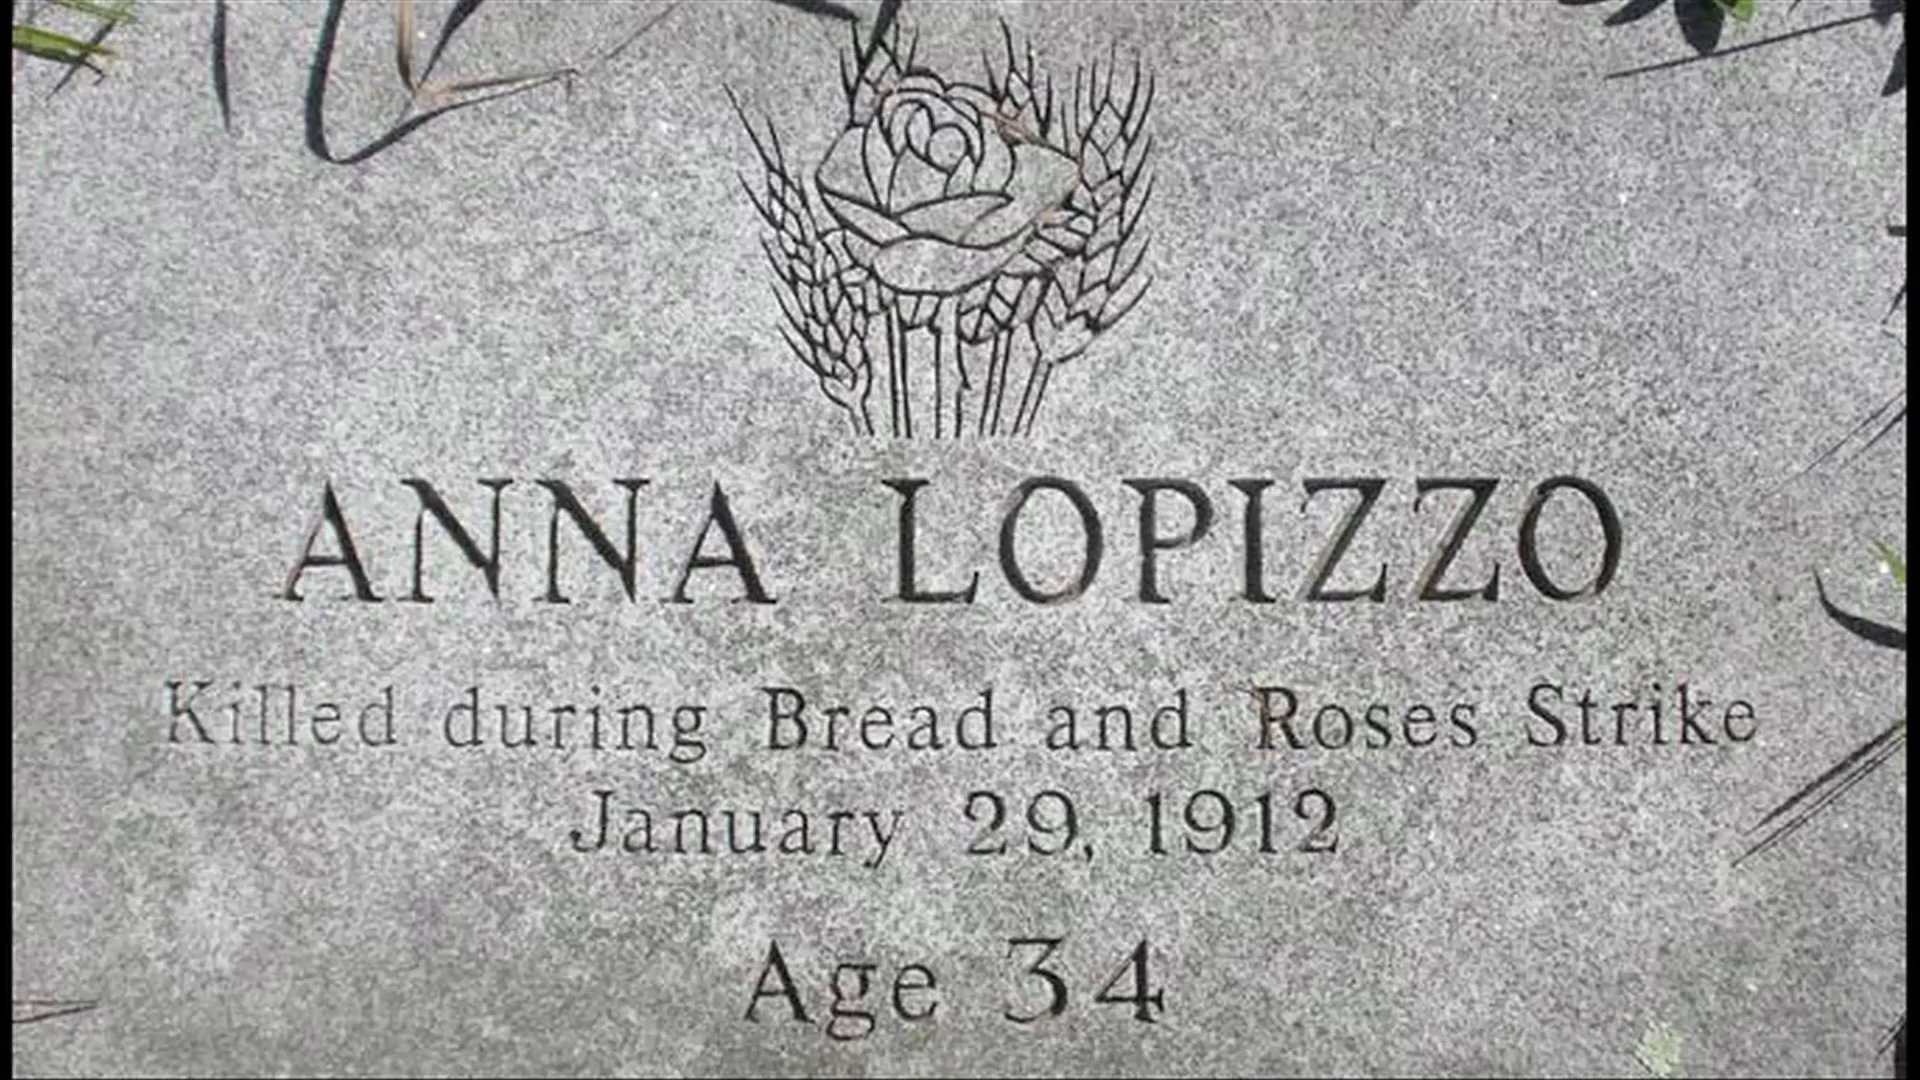 ANNA LOPIZZO
Killed during Bread and Roses Strike
January 29, 1912
Age 34